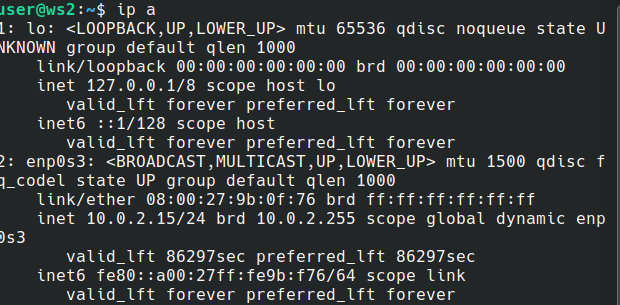 user@ws2:~$ ip a
1: lo: <LOOPBACK,UP,LOWER_UP> mtu 65536 qdisc noqueue state U
NKNOWN group default qlen 1000
    link/loopback 00:00:00:00:00:00 brd 00:00:00:00:00:00
    inet 127.0.0.1/8 scope host lo
       valid_lft forever preferred_lft forever
    inet6 ::1/128 scope host
       valid_lft forever preferred_lft forever
2: enp0s3: <BROADCAST,MULTICAST,UP,LOWER_UP> mtu 1500 qdisc f
q_codel state UP group default qlen 1000
    link/ether 08:00:27:9b:0f:76 brd ff:ff:ff:ff:ff:ff
    inet 10.0.2.15/24 brd 10.0.2.255 scope global dynamic enp
0s3
       valid_lft 86297sec preferred_lft 86297sec
    inet6 fe80::a00:27ff:fe9b:f76/64 scope link
       valid_lft forever preferred_lft forever